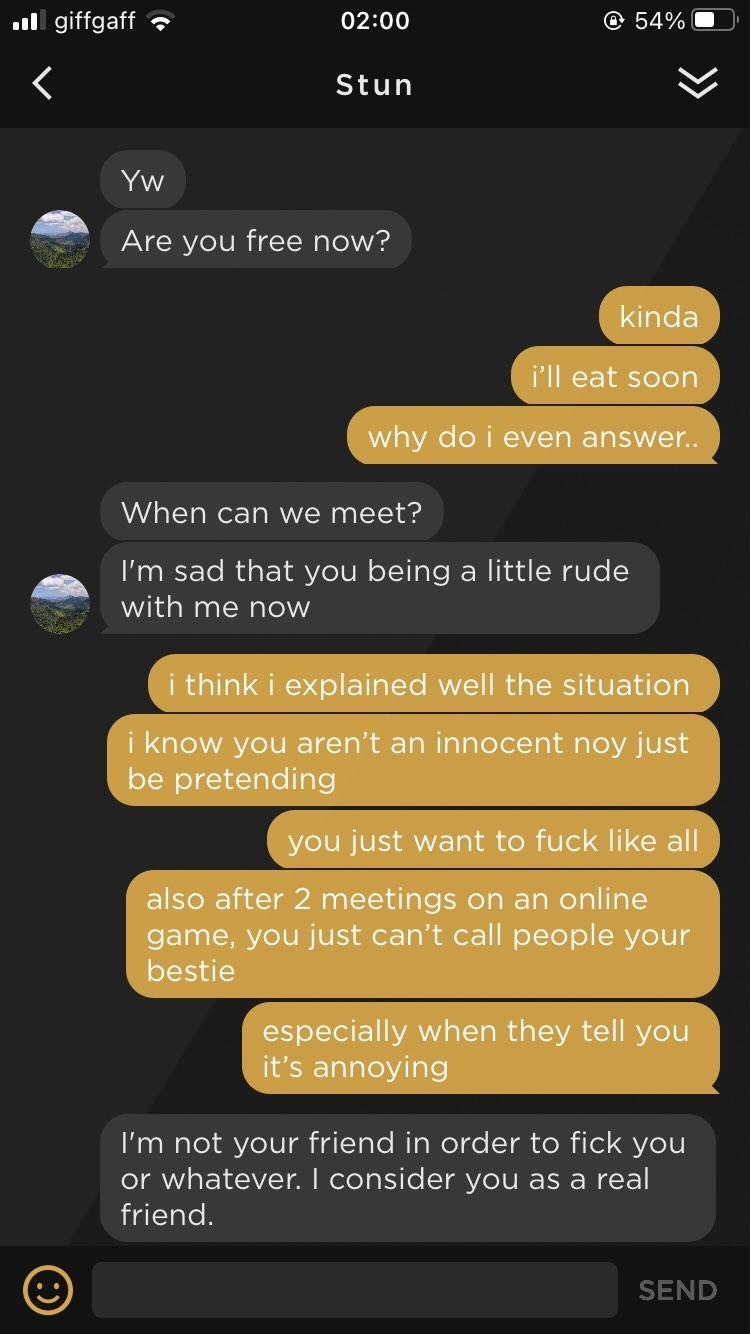 giffgaff 02:00 54%
Stun
Yw
Are you free now?
kinda
i'll eat soon
why do i even answer..
When can we meet?
I'm sad that you being a little rude
with me now
i think i explained well the situation
i know you aren't an innocent noy just
be pretending
you just want to fuck like all
also after 2 meetings on an online
game, you just can't call people your
bestie
especially when they tell you
it's annoying
I'm not your friend in order to fick you
or whatever. I consider you as a real
friend.
SEND